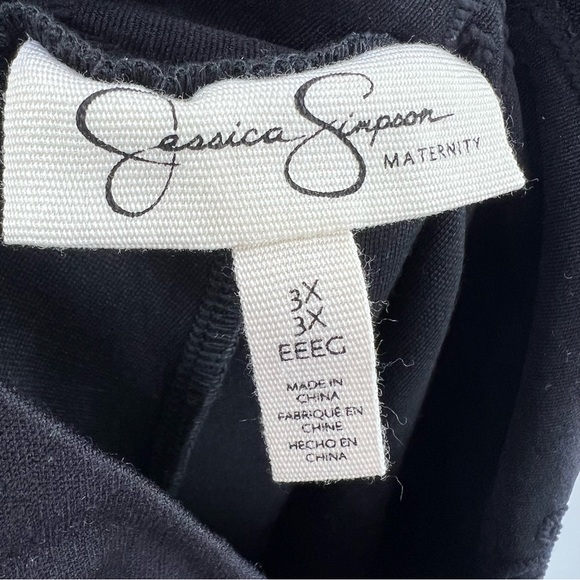 Jessica Simpson
MATERNITY
3X
3X
EEEG
MADE IN
CHINA
FABRIQUÉ EN
CHINE
HECHO EN
CHINA